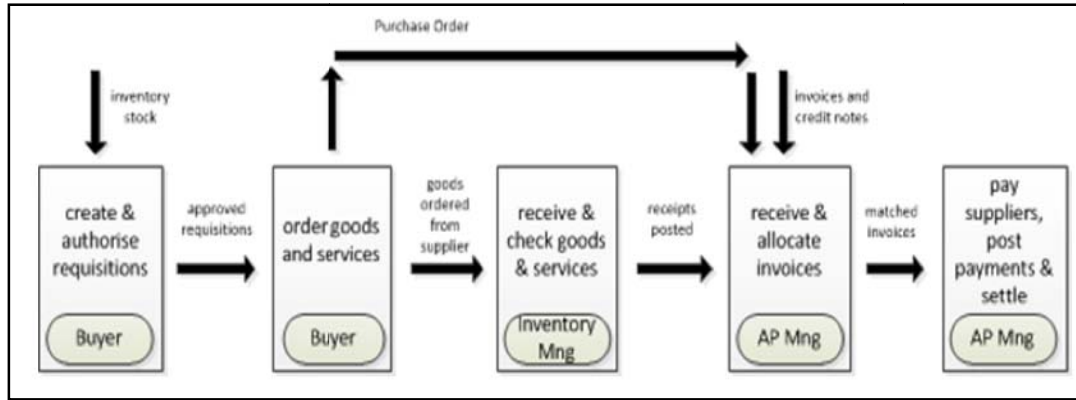 Purchase Order
inventory
stock
invoices and
credit notes
create &
authorise
requisitions
Buyer
approved
requisitions
order goods
and services
Buyer
goods
ordered
from
supplier
receive &
check goods
& services
Inventory
Mng
receipts
posted
receive &
allocate
invoices
AP Mng
matched
invoices
pay
suppliers,
post
payments &
settle
AP Mng